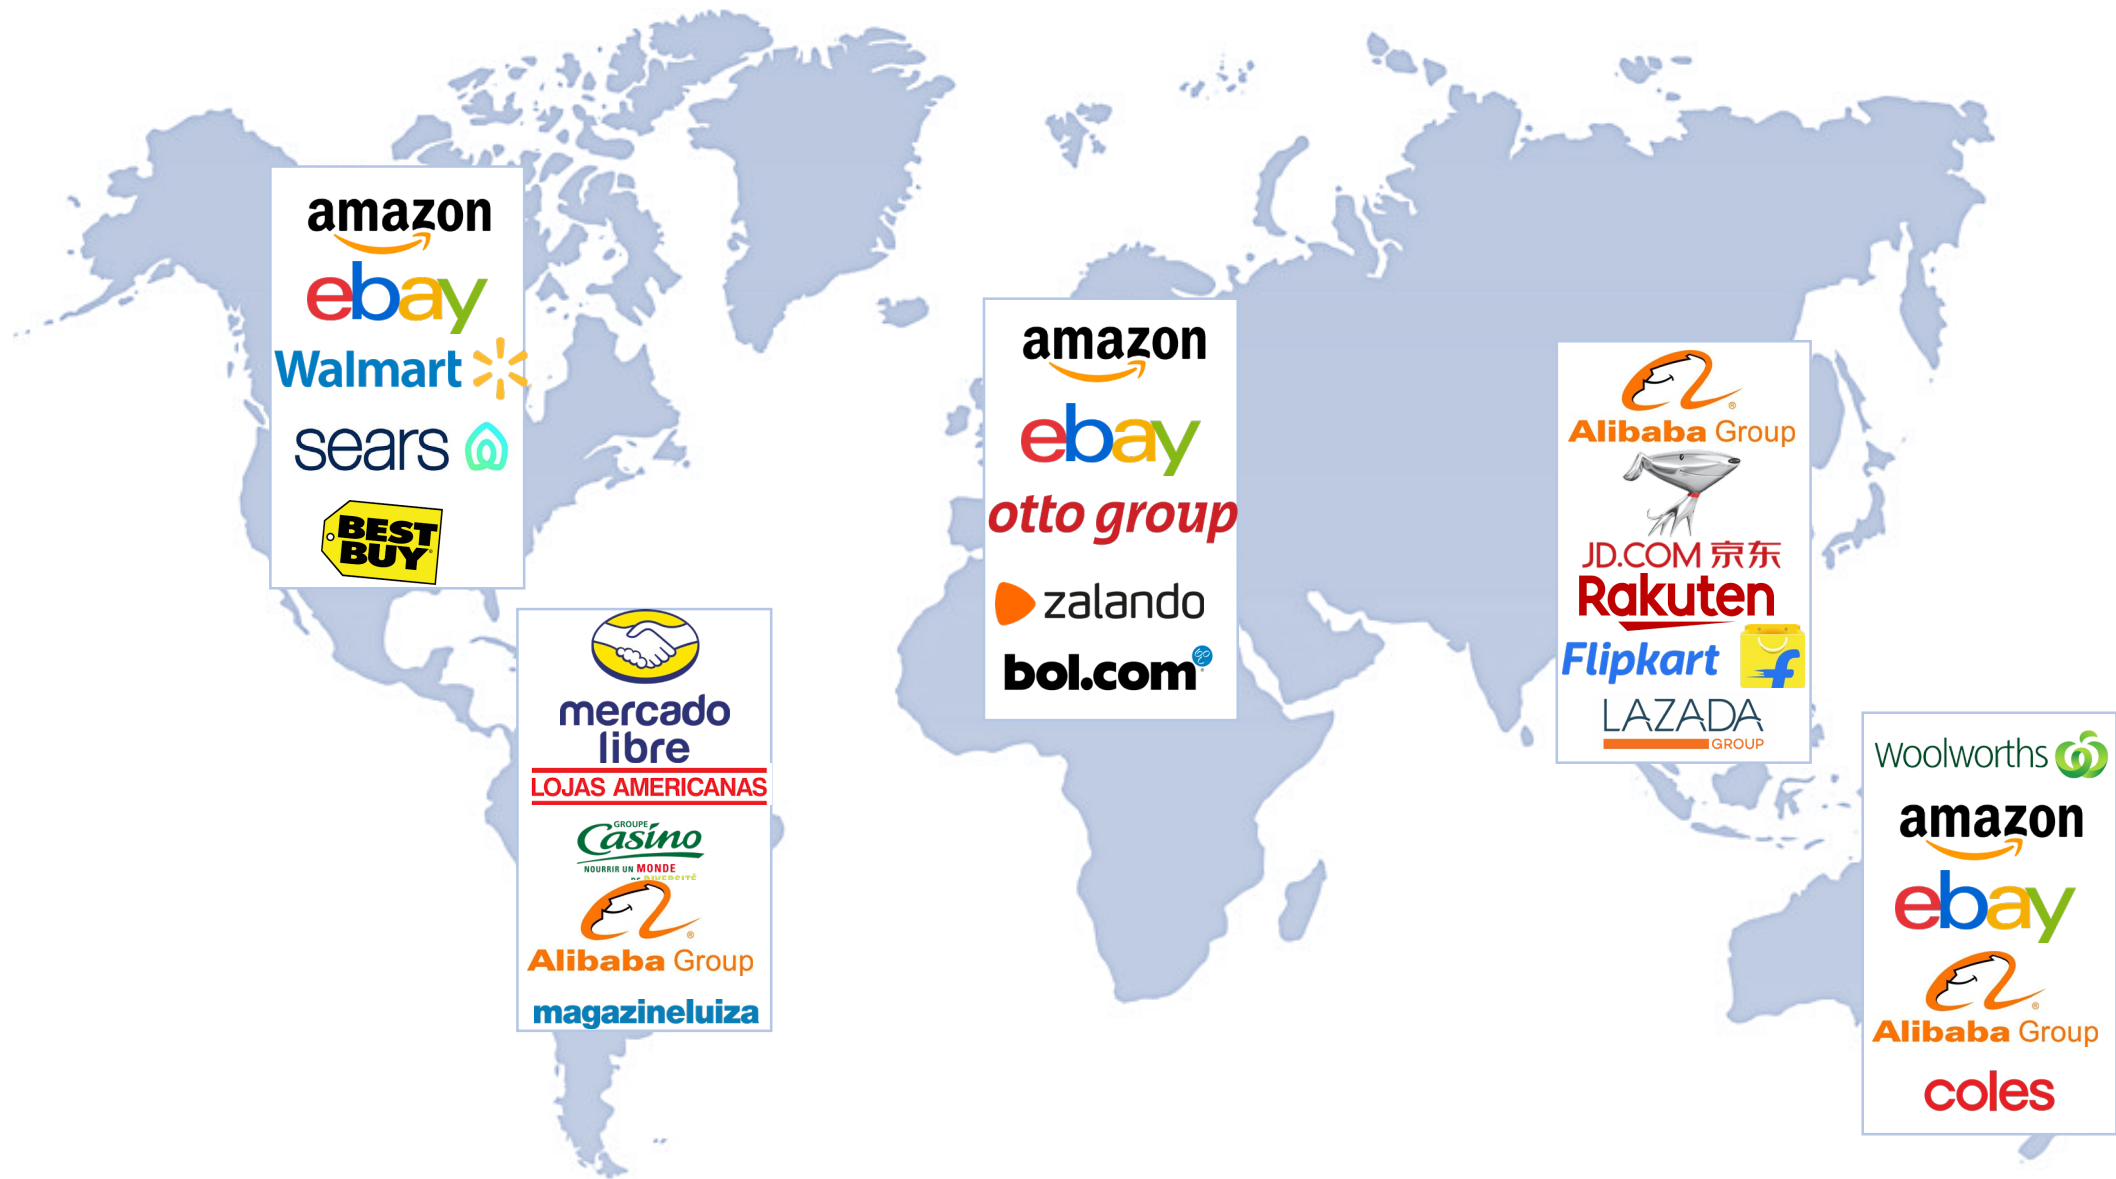 amazon
ebay
Walmart
sears
BEST
BUY
mercado
libre
LOJAS AMERICANAS
GROUPE
Casino
NOURRIR UN MONDE
DE DIVERSITÉ
Alibaba Group
magazineluiza
amazon
ebay
otto group
zalando
bol.com
Alibaba Group
JD.COM 京东
Rakuten
Flipkart
LAZADA
GROUP
Woolworths
amazon
ebay
Alibaba Group
coles